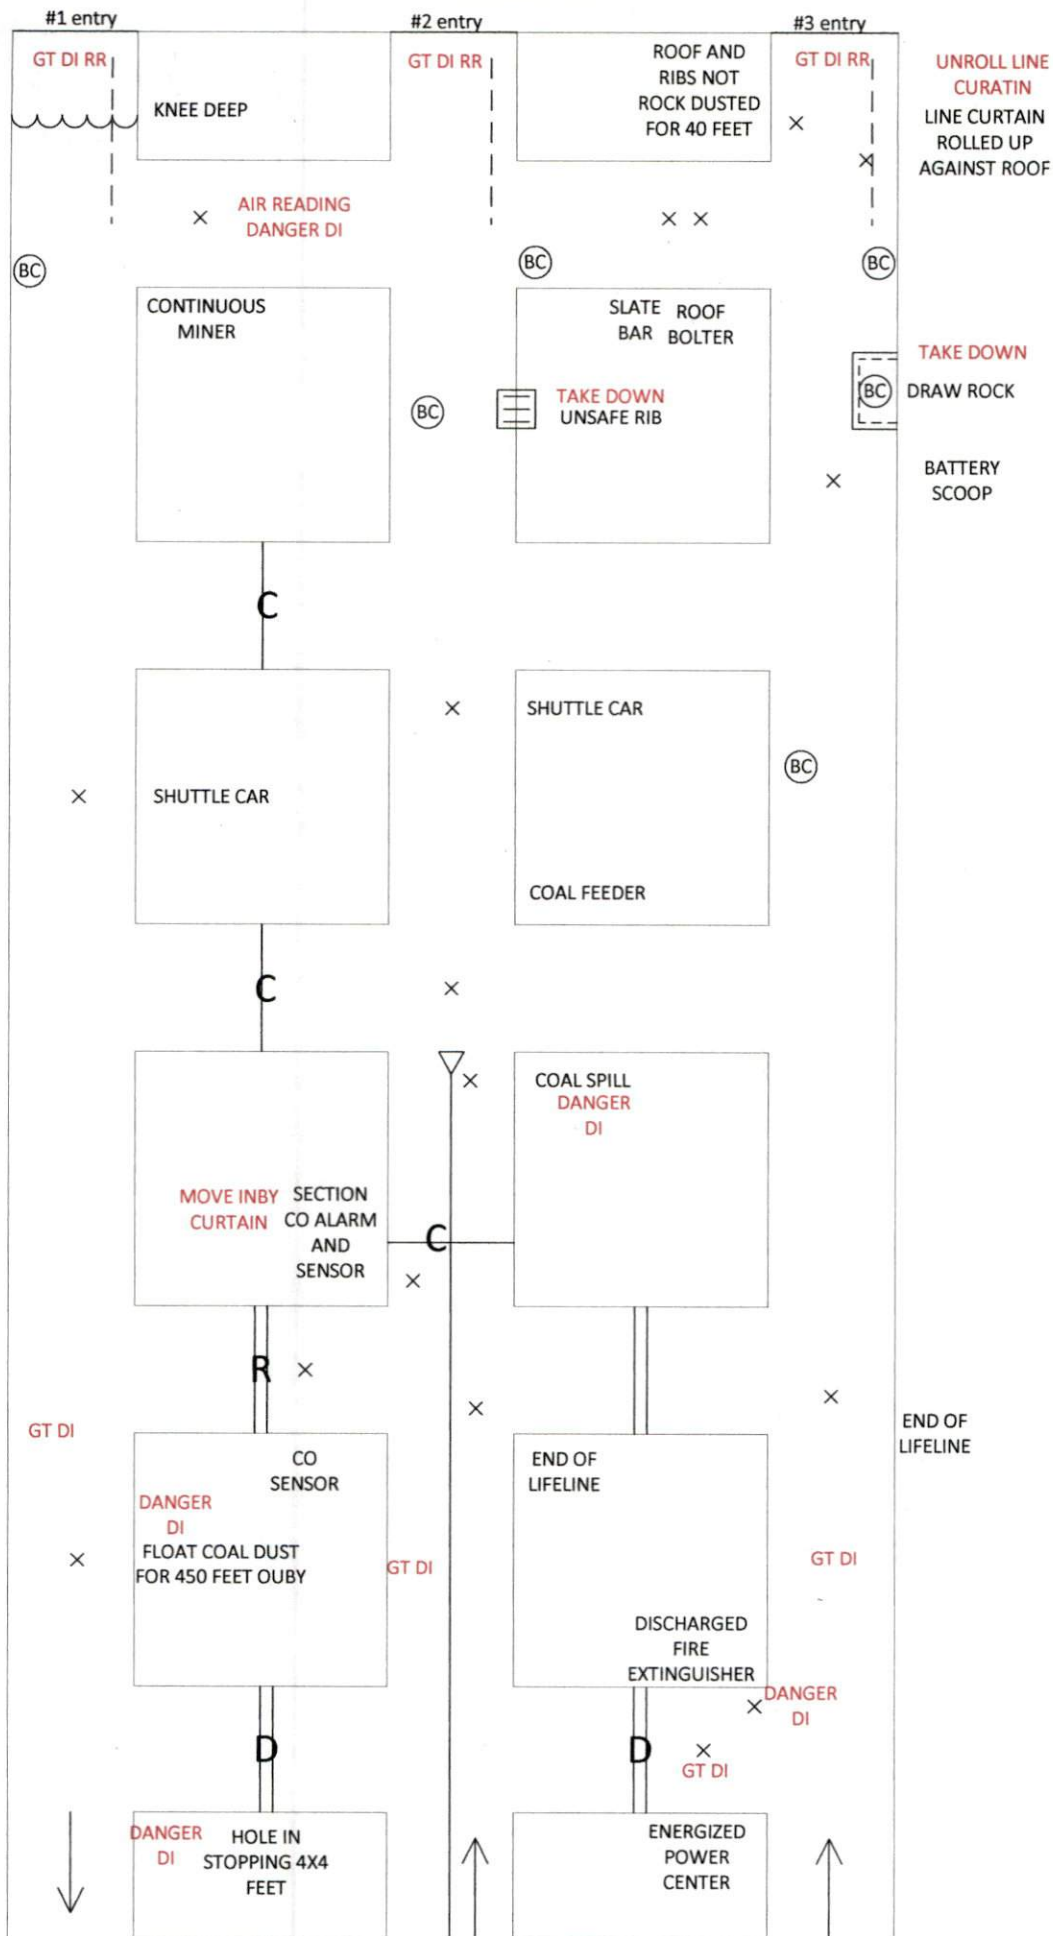 #1 entry
#2 entry
#3 entry
GT DI RR
GT DI RR
ROOF AND
RIBS NOT
ROCK DUSTED
FOR 40 FEET
GT DI RR
UNROLL LINE
CURATIN
LINE CURTAIN
ROLLED UP
AGAINST ROOF
KNEE DEEP
AIR READING
DANGER DI
BC
BC
BC
CONTINUOUS
MINER
SLATE
BAR
ROOF
BOLTER
BC
TAKE DOWN
UNSAFE RIB
BC
TAKE DOWN
DRAW ROCK
BATTERY
SCOOP
C
SHUTTLE CAR
SHUTTLE CAR
BC
COAL FEEDER
C
COAL SPILL
DANGER
DI
MOVE INBY
CURTAIN
SECTION
CO ALARM
AND
SENSOR
C
R
GT DI
END OF
LIFELINE
CO
SENSOR
END OF
LIFELINE
DANGER
DI
FLOAT COAL DUST
FOR 450 FEET OUBY
GT DI
GT DI
DISCHARGED
FIRE
EXTINGUISHER
DANGER
DI
D
D
GT DI
DANGER
DI
HOLE IN
STOPPING 4X4
FEET
ENERGIZED
POWER
CENTER